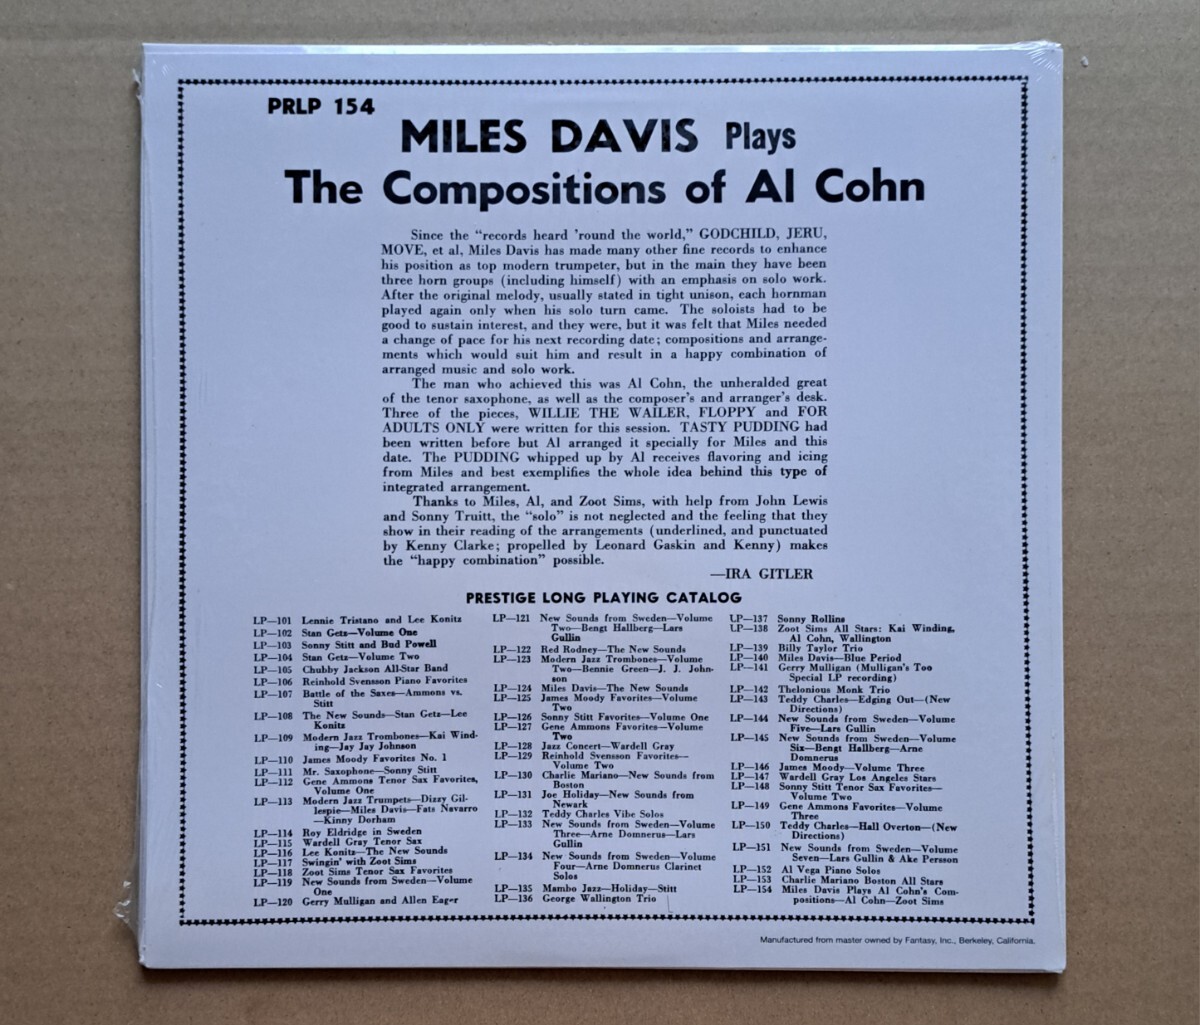 PRLP 154
MILES DAVIS Plays
The Compositions of Al Cohn
Since the “records heard ’round the world,” GODCHILD, JERU,
MOVE, et al, Miles Davis has made many other fine records to enhance
his position as top modern trumpeter, but in the main they have been
three horn groups (including himself) with an emphasis on solo work.
After the original melody, usually stated in tight unison, each hornman
played again only when his solo turn came. The soloists had to be
good to sustain interest, and they were, but it was felt that Miles needed
a change of pace for his next recording date; compositions and arrange-
ments which would suit him and result in a happy combination of
arranged music and solo work.
The man who achieved this was Al Cohn, the unheralded great
of the tenor saxophone, as well as the composer’s and arranger’s desk.
Three of the pieces, WILLIE THE WAILER, FLOPPY and FOR
ADULTS ONLY were written for this session. TASTY PUDDING had
been written before but Al arranged it specially for Miles and this
date. The PUDDING whipped up by Al receives flavoring and icing
from Miles and best exemplifies the whole idea behind this type of
integrated arrangement.
Thanks to Miles, Al, and Zoot Sims, with help from John Lewis
and Sonny Truitt, the “solo” is not neglected and the feeling that they
show in their reading of the arrangements (underlined, and punctuated
by Kenny Clarke; propelled by Leonard Gaskin and Kenny) makes
the “happy combination” possible.
—IRA GITLER
PRESTIGE LONG PLAYING CATALOG
LP—101 Lennie Tristano and Lee Konitz
LP—102 Stan Getz—Volume One
LP—103 Sonny Stitt and Bud Powell
LP—104 Stan Getz—Volume Two
LP—105 Chubby Jackson All-Star Band
LP—106 Reinhold Svensson Piano Favorites
LP—107 Battle of the Saxes—Ammons vs.
Stitt
LP—108 The New Sounds—Stan Getz—Lee
Konitz
LP—109 Modern Jazz Trombones—Kai Wind-
ing—Jay Jay Johnson
LP—110 James Moody Favorites No. 1
LP—111 Mr. Saxophone—Sonny Stitt
LP—112 Gene Ammons Tenor Sax Favorites,
Volume One
LP—113 Modern Jazz Trumpets—Dizzy Gil-
lespie—Miles Davis—Fats Navarro
—Kinny Dorham
LP—114 Roy Eldridge in Sweden
LP—115 Wardell Gray Tenor Sax
LP—116 Lee Konitz—The New Sounds
LP—117 Swingin’ with Zoot Sims
LP—118 Zoot Sims Tenor Sax Favorites
LP—119 New Sounds from Sweden—Volume
One
LP—120 Gerry Mulligan and Allen Eager
LP—121 New Sounds from Sweden—Volume
Two—Bengt Hallberg—Lars
Gullin
LP—122 Red Rodney—The New Sounds
LP—123 Modern Jazz Trombones—Volume
Two—Bennie Green—J. J. John-
son
LP—124 Miles Davis—The New Sounds
LP—125 James Moody Favorites—Volume
Two
LP—126 Sonny Stitt Favorites—Volume One
LP—127 Gene Ammons Favorites—Volume
Two
LP—128 Jazz Concert—Wardell Gray
LP—129 Reinhold Svensson Favorites—
Volume Two
LP—130 Charlie Mariano—New Sounds from
Boston
LP—131 Joe Holiday—New Sounds from
Newark
LP—132 Teddy Charles Vibe Solos
LP—133 New Sounds from Sweden—Volume
Three—Arne Domnerus—Lars
Gullin
LP—134 New Sounds from Sweden—Volume
Four—Arne Domnerus Clarinet
Solos
LP—135 Mambo Jazz—Holiday—Stitt
LP—136 George Wallington Trio
LP—137 Sonny Rollins
LP—138 Zoot Sims All Stars: Kai Winding,
Al Cohn, Wallington
LP—139 Billy Taylor Trio
LP—140 Miles Davis—Blue Period
LP—141 Gerry Mulligan (Mulligan’s Too
Special LP recording)
LP—142 Thelonious Monk Trio
LP—143 Teddy Charles—Edging Out—(New
Directions)
LP—144 New Sounds from Sweden—Volume
Five—Lars Gullin
LP—145 New Sounds from Sweden—Volume
Six—Bengt Hallberg—Arne
Domnerus
LP—146 James Moody—Volume Three
LP—147 Wardell Gray Los Angeles Stars
LP—148 Sonny Stitt Tenor Sax Favorites—
Volume Two
LP—149 Gene Ammons Favorites—Volume
Three
LP—150 Teddy Charles—Hall Overton—(New
Directions)
LP—151 New Sounds from Sweden—Volume
Seven—Lars Gullin & Ake Persson
LP—152 Al Vega Piano Solos
LP—153 Charlie Mariano Boston All Stars
LP—154 Miles Davis Plays Al Cohn’s Com-
positions—Al Cohn—Zoot Sims
Manufactured from master owned by Fantasy, Inc., Berkeley, California.